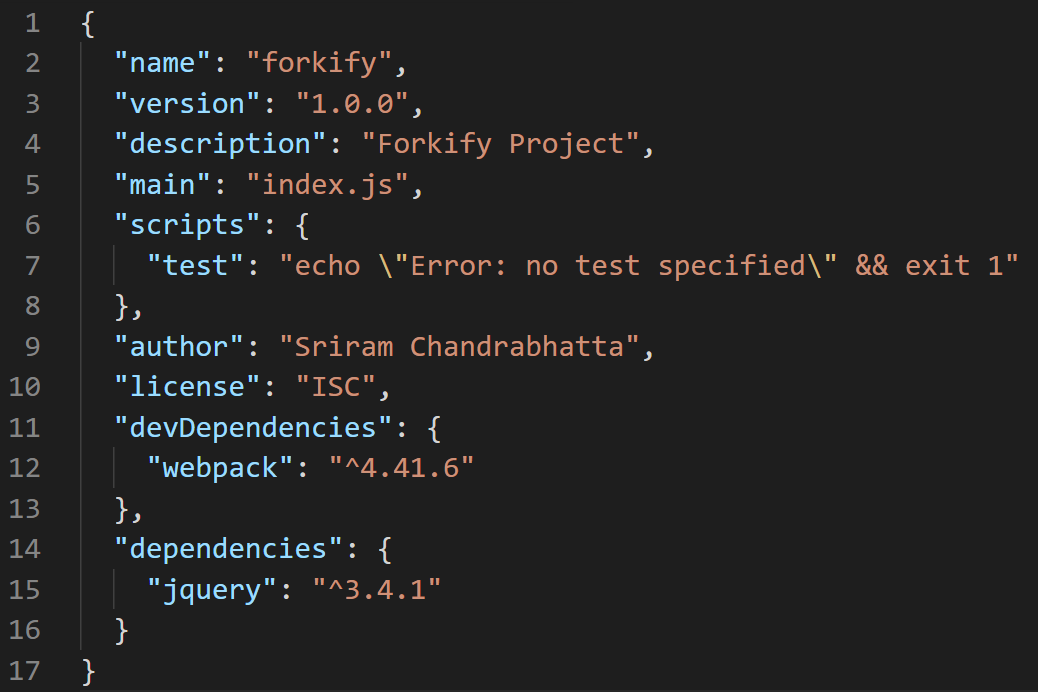 1 {
2   "name": "forkify",
3   "version": "1.0.0",
4   "description": "Forkify Project",
5   "main": "index.js",
6   "scripts": {
7     "test": "echo \"Error: no test specified\" && exit 1"
8   },
9   "author": "Sriram Chandrabhatta",
10   "license": "ISC",
11   "devDependencies": {
12     "webpack": "^4.41.6"
13   },
14   "dependencies": {
15     "jquery": "^3.4.1"
16   }
17 }